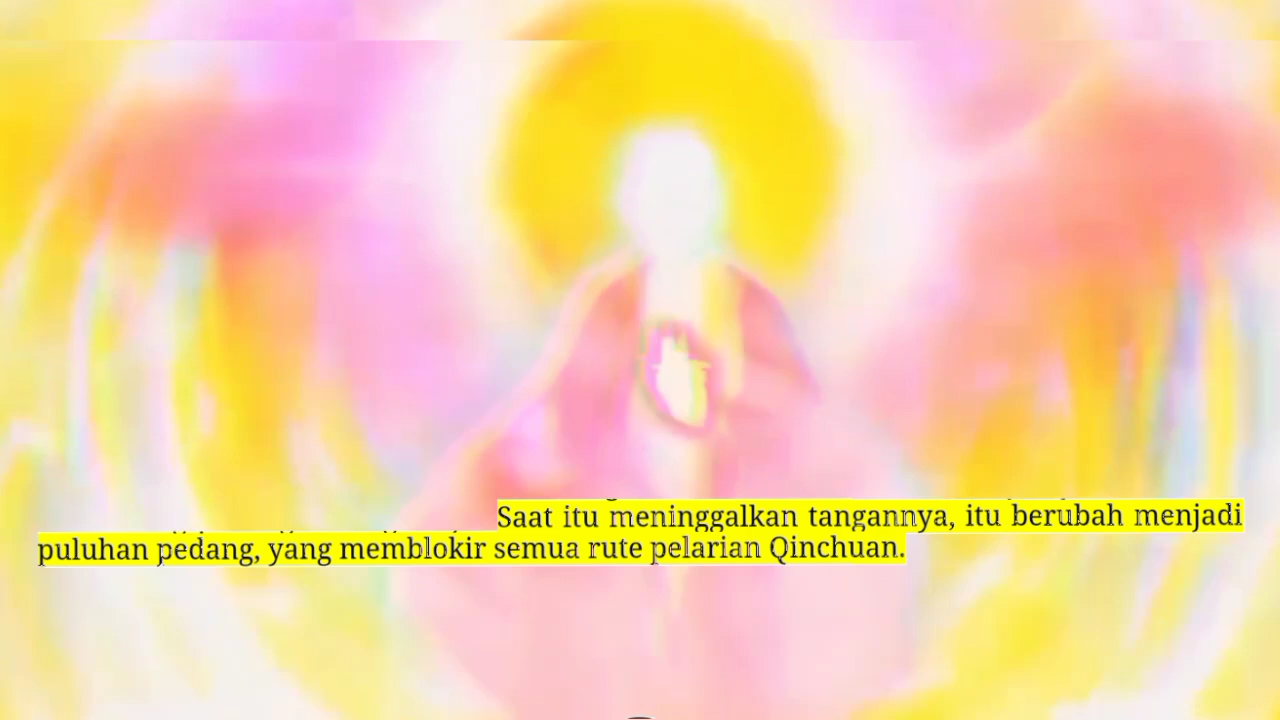 Saat itu meninggalkan tangannya, itu berubah menjadi
puluhan pedang, yang memblokir semua rute pelarian Qinchuan.